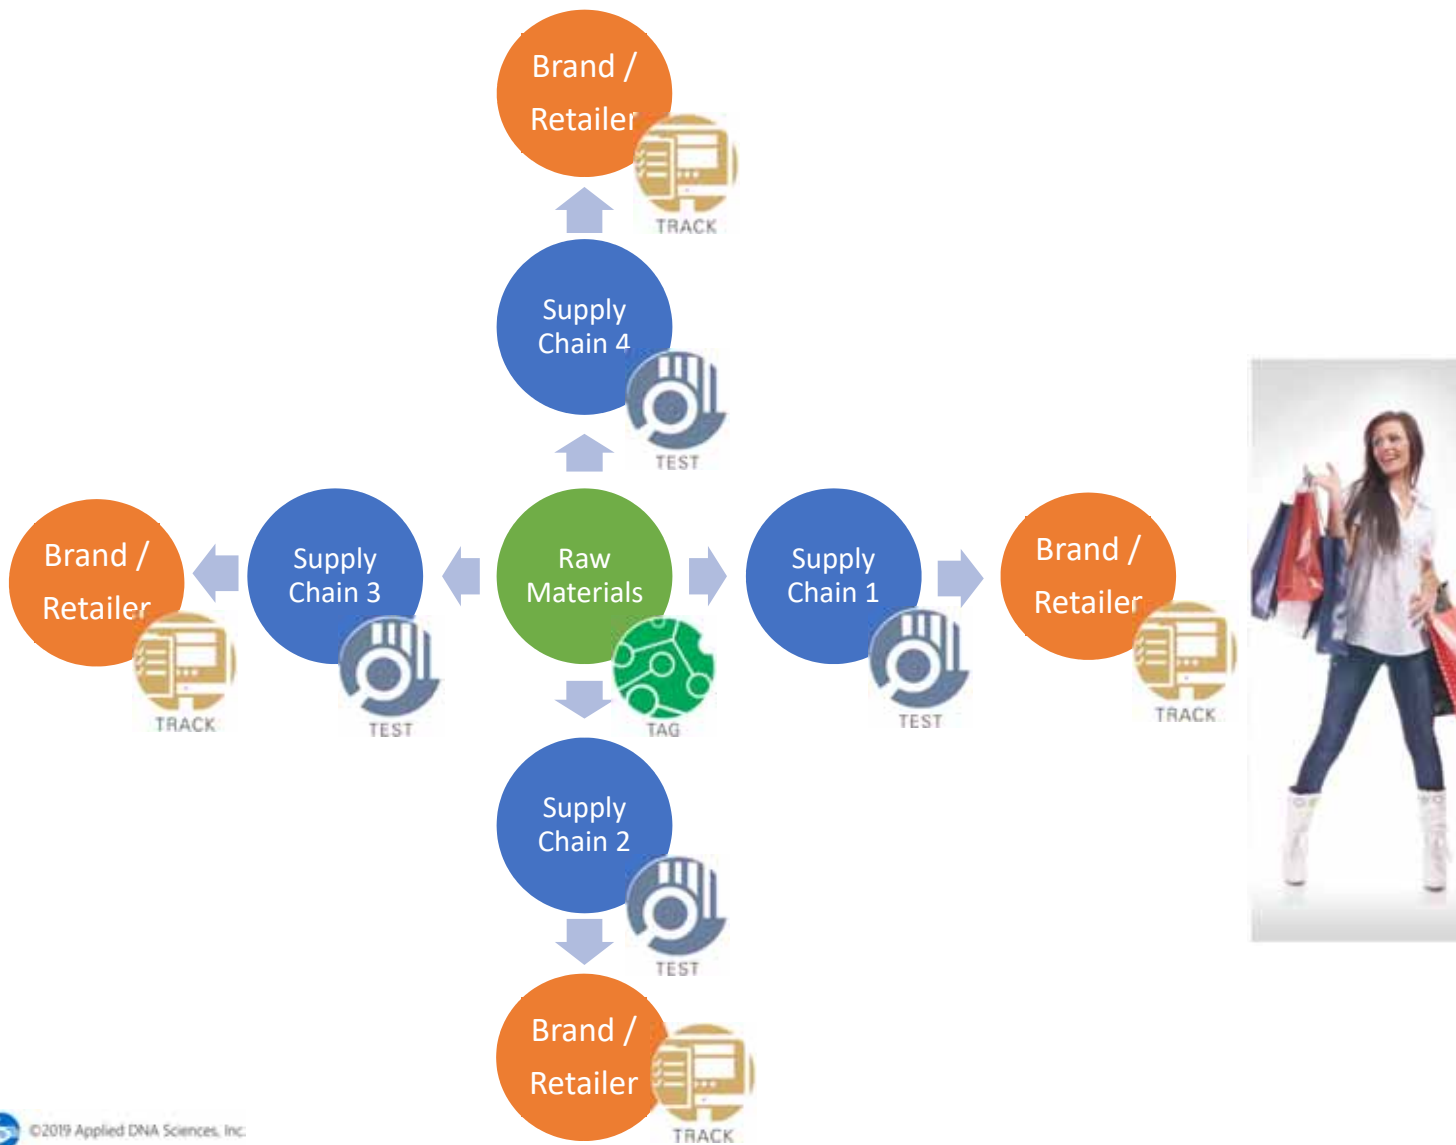 Brand /
Retailer
TRACK
Supply
Chain 4
TEST
Brand /
Retailer
TRACK
Supply
Chain 3
TEST
Raw
Materials
TAG
Supply
Chain 1
TEST
Brand /
Retailer
TRACK
Supply
Chain 2
TEST
Brand /
Retailer
TRACK
©2019 Applied DNA Sciences, Inc.